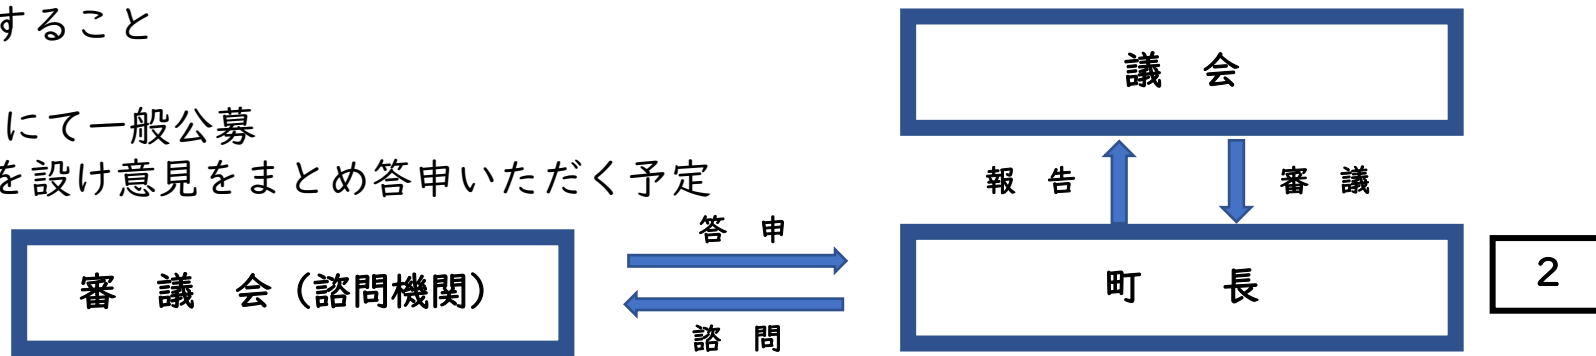 すること
にて一般公募
を設け意見をまとめ答申いただく予定
議 会
報 告
審 議
答 申
審 議 会（諮問機関）
町 長
諮 問
2